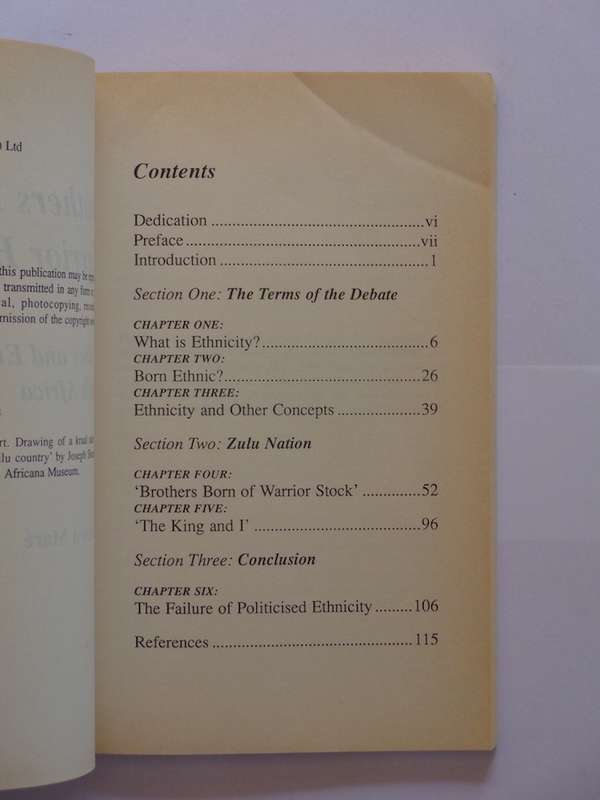 ) Ltd
this publication may be
transmitted in any form
al, photocopying,
mission of the copyright
rt. Drawing of a kraal
lu country' by Joseph
Africana Museum.
Contents
Dedication ................................................vi
Preface.....................................................vii
Introduction ...............................................1
Section One: The Terms of the Debate
CHAPTER ONE:
What is Ethnicity?......................................6
CHAPTER TWO:
Born Ethnic?.............................................26
CHAPTER THREE:
Ethnicity and Other Concepts ...................39
Section Two: Zulu Nation
CHAPTER FOUR:
‘Brothers Born of Warrior Stock’ .............52
CHAPTER FIVE:
‘The King and I’ ......................................96
Section Three: Conclusion
CHAPTER SIX:
The Failure of Politicised Ethnicity .........106
References .............................................115